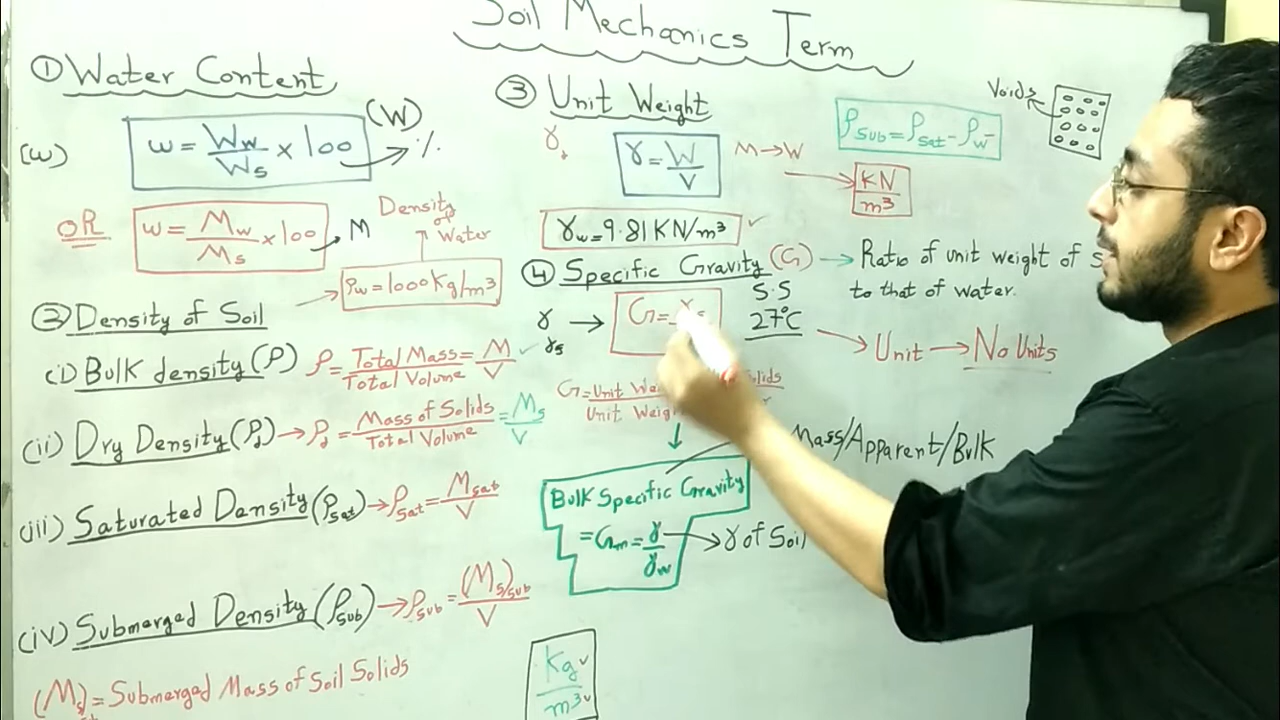 Soil Mechanics Term
① Water Content
(w)
w = Ww/Ws × 100
(W)
%
OR
w = Mw/Ms × 100
M
Density of Water
ρw = 1000 Kg/m³
② Density of Soil
(i) Bulk density (ρ) ρ = Total Mass/Total Volume = M/V ✓
(ii) Dry Density (ρd) → ρd = Mass of Solids/Total Volume = Ms/V
(iii) Saturated Density (ρsat) → ρsat = Msat/V
(iv) Submerged Density (ρsub) → ρsub = (Ms)sub/V
(Ms) = Submerged Mass of Soil Solids
Kg/m³
③ Unit Weight
γ
γ = W/V
M → W
KN/m³
γw = 9.81 KN/m³ ✓
ρsub = ρsat - ρw
Voids
④ Specific Gravity (G) → Ratio of unit weight of
to that of water.
S.S
27°C
γ → G =
γs
Unit → No Units
G = Unit / Unit
Mass/Apparent/Bulk
Bulk Specific Gravity
= Gm = γ/γw → γ of Soil